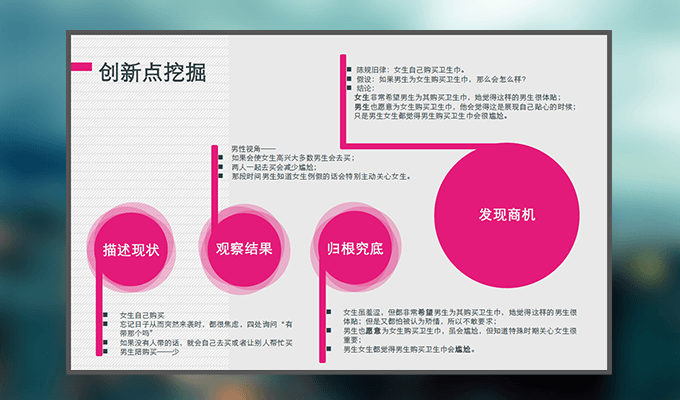 创新点挖掘
■ 陈规旧律:女生自己购买卫生巾。
■ 假设:如果男生为女生购买卫生巾,那么会怎么样?
■ 结论:
女生非常希望男生为其购买卫生巾,她觉得这样的男生很体贴;
男生也愿意为女生购买卫生巾,他会觉得这是展现自己贴心的时候;
只是男生女生都觉得男生购买卫生巾会很尴尬。
男性视角——
■ 如果会使女生高兴大多数男生会去买;
■ 两人一起去买会减少尴尬;
■ 那段时间男生知道女生例假的话会特别主动关心女生。
描述现状
观察结果
归根究底
发现商机
■ 女生自己购买
■ 忘记日子从而突然来袭时,都很焦虑,四处询问“有
带那个吗”
■ 如果没有人带的话,就会自己去买或者让别人帮忙买
■ 男生陪购买——少
■ 女生虽羞涩,但都非常希望男生为其购买卫生巾,她觉得这样的男生很
体贴;但是又都怕被认为矫情,所以不敢要求;
■ 男生也愿意为女生购买卫生巾,虽会尴尬,但知道特殊时期关心女生很
重要;
■ 男生女生都觉得男生购买卫生巾会尴尬。